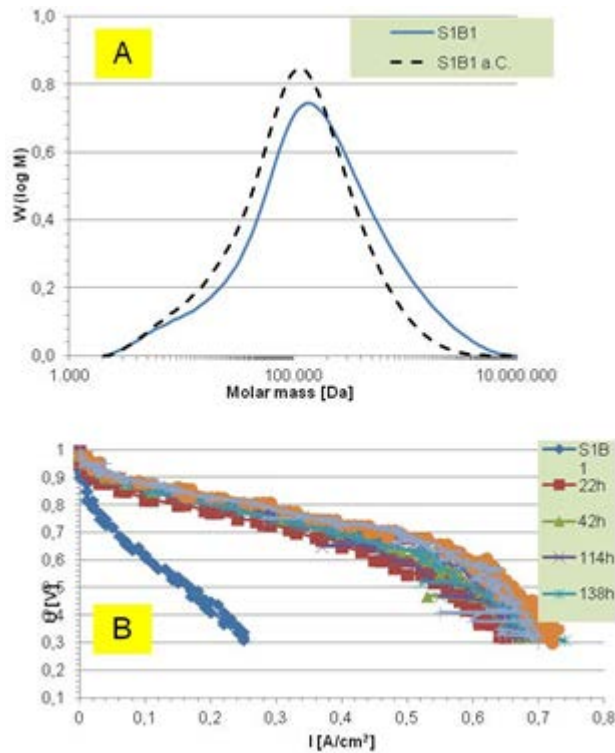 1,0
A
S1B1
S1B1 a.C.
0,8
0,6
W (log M)
0,4
0,2
0,0
1.000
100.000
10.000.000
Molar mass [Da]
1
0,9
0,8
0,7
0,6
0,4
0,3
0,2
0,1
U [V]
B
S1B
1
22h
42h
114h
138h
0
0,1
0,2
0,3
0,4
0,5
0,6
0,7
0,8
I [A/cm²]